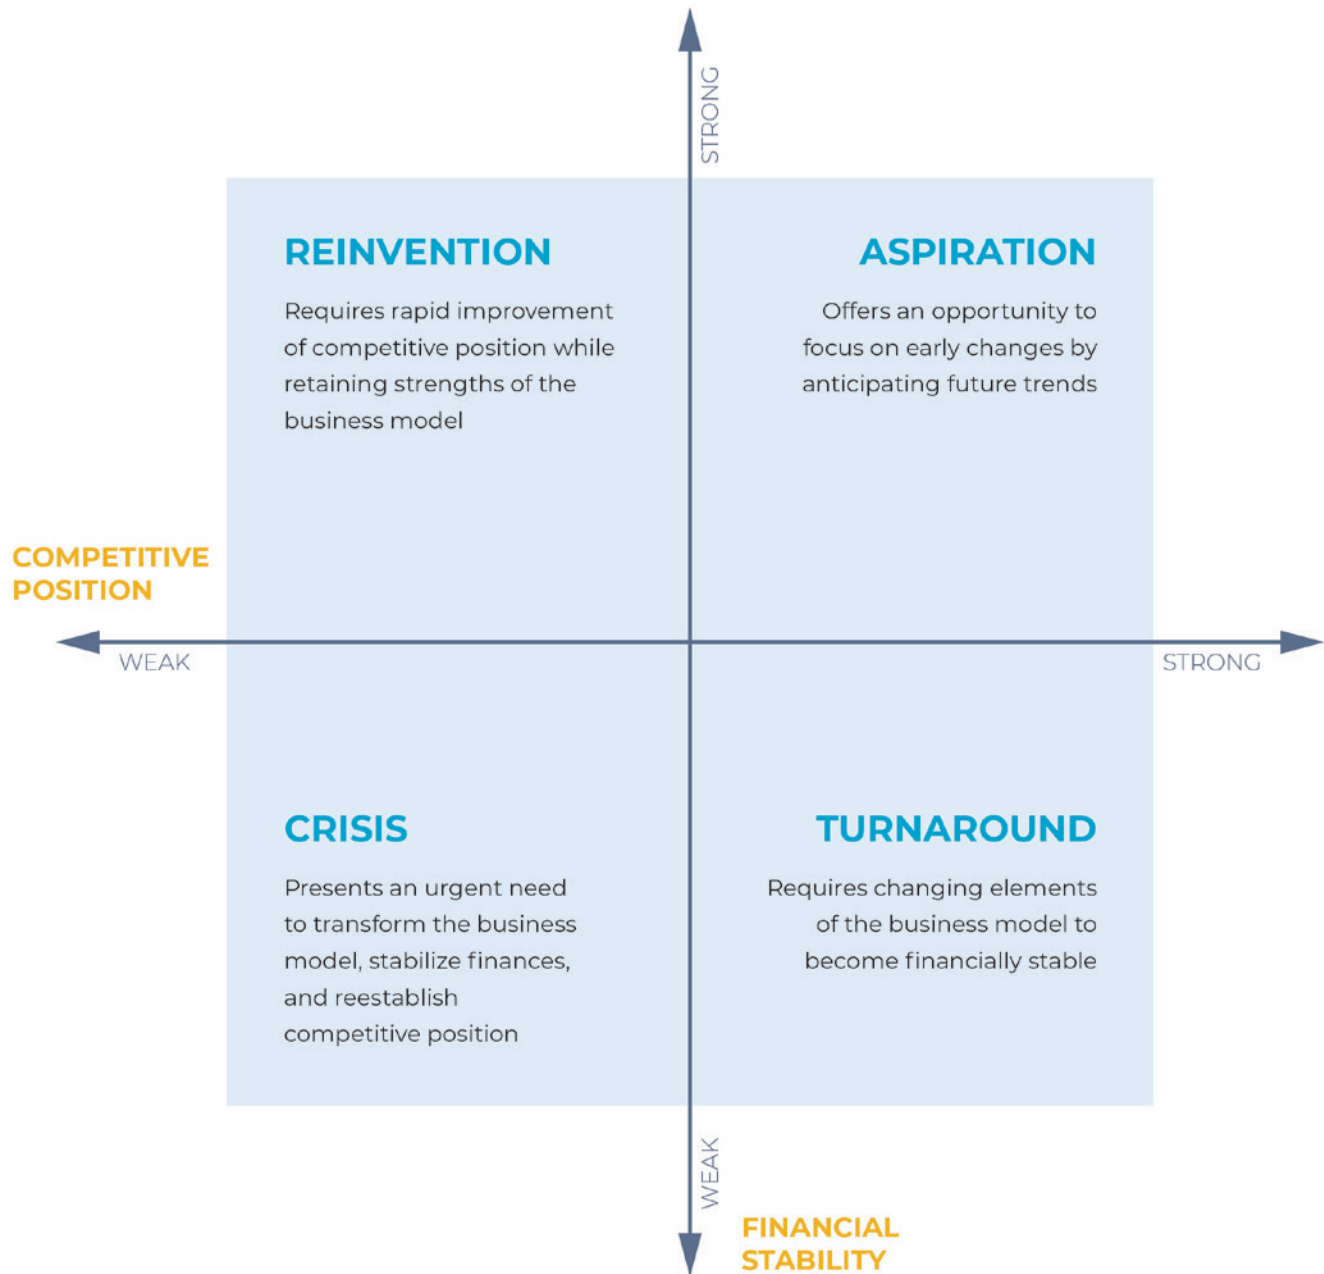 STRONG
REINVENTION
Requires rapid improvement
of competitive position while
retaining strengths of the
business model
ASPIRATION
Offers an opportunity to
focus on early changes by
anticipating future trends
COMPETITIVE
POSITION
WEAK
STRONG
CRISIS
Presents an urgent need
to transform the business
model, stabilize finances,
and reestablish
competitive position
TURNAROUND
Requires changing elements
of the business model to
become financially stable
WEAK
FINANCIAL
STABILITY